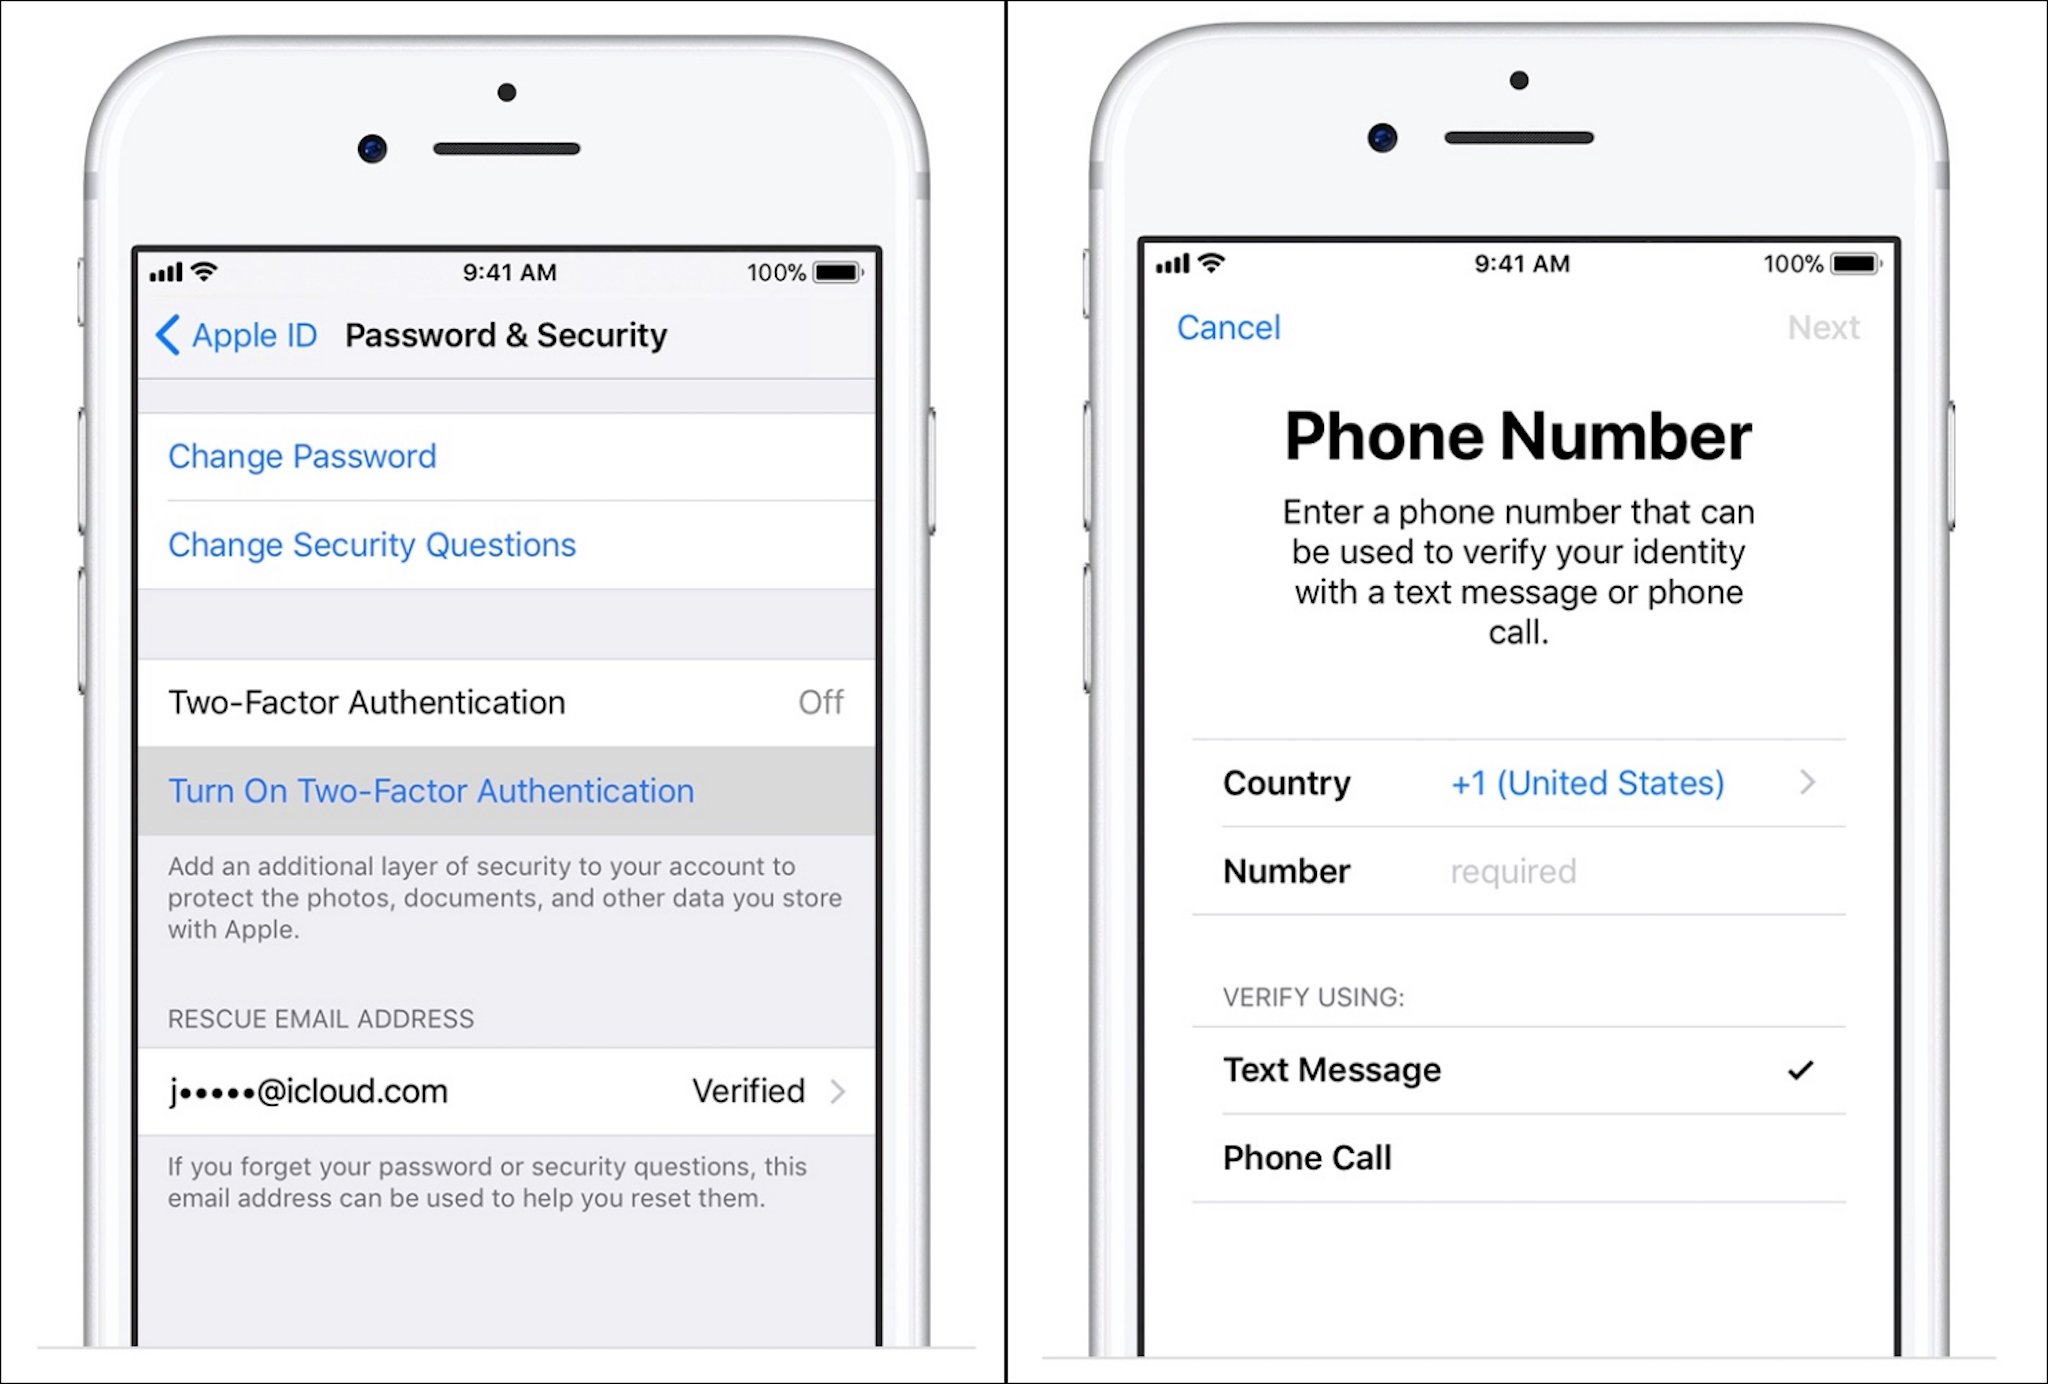 9:41 AM 100%
Apple ID Password & Security
Change Password
Change Security Questions
Two-Factor Authentication Off
Turn On Two-Factor Authentication
Add an additional layer of security to your account to
protect the photos, documents, and other data you store
with Apple.
RESCUE EMAIL ADDRESS
j•••••@icloud.com Verified
If you forget your password or security questions, this
email address can be used to help you reset them.
9:41 AM 100%
Cancel Next
Phone Number
Enter a phone number that can
be used to verify your identity
with a text message or phone
call.
Country +1 (United States)
Number required
VERIFY USING:
Text Message
Phone Call